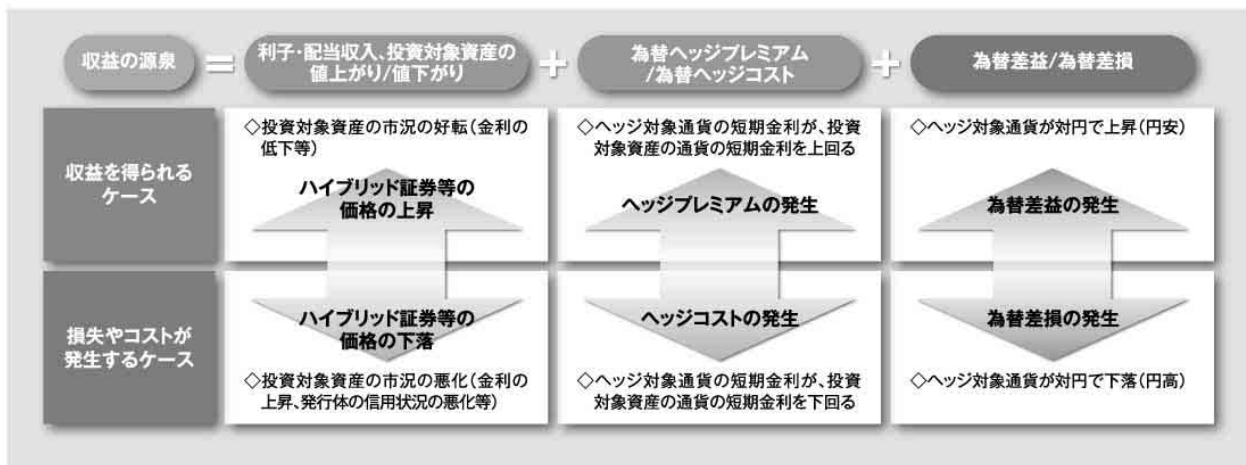 収益の源泉
=
利子・配当収入、投資対象資産の
値上がり/値下がり
+
為替ヘッジプレミアム
/為替ヘッジコスト
+
為替差益/為替差損
収益を得られる
ケース
◇投資対象資産の市況の好転(金利の
低下等)
ハイブリッド証券等の
価格の上昇
◇ヘッジ対象通貨の短期金利が、投資
対象資産の通貨の短期金利を上回る
ヘッジプレミアムの発生
◇ヘッジ対象通貨が対円で上昇(円安)
為替差益の発生
損失やコストが
発生するケース
ハイブリッド証券等の
価格の下落
◇投資対象資産の市況の悪化(金利の
上昇、発行体の信用状況の悪化等)
ヘッジコストの発生
◇ヘッジ対象通貨の短期金利が、投資
対象資産の通貨の短期金利を下回る
為替差損の発生
◇ヘッジ対象通貨が対円で下落(円高)